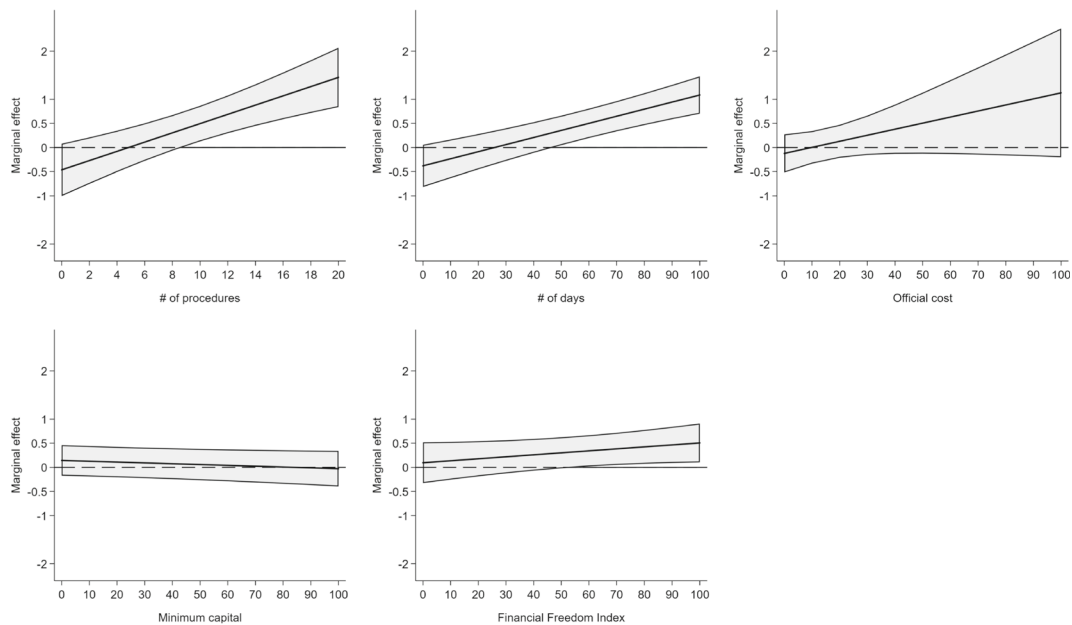 Marginal effect
2
1
0.5
0
-0.5
-1
-2
0 2 4 6 8 10 12 14 16 18 20
# of procedures
Marginal effect
2
1
0.5
0
-0.5
-1
-2
0 10 20 30 40 50 60 70 80 90 100
# of days
Marginal effect
2
1
0.5
0
-0.5
-1
-2
0 10 20 30 40 50 60 70 80 90 100
Official cost
Marginal effect
2
1
0.5
0
-0.5
-1
-2
0 10 20 30 40 50 60 70 80 90 100
Minimum capital
Marginal effect
2
1
0.5
0
-0.5
-1
-2
0 10 20 30 40 50 60 70 80 90 100
Financial Freedom Index